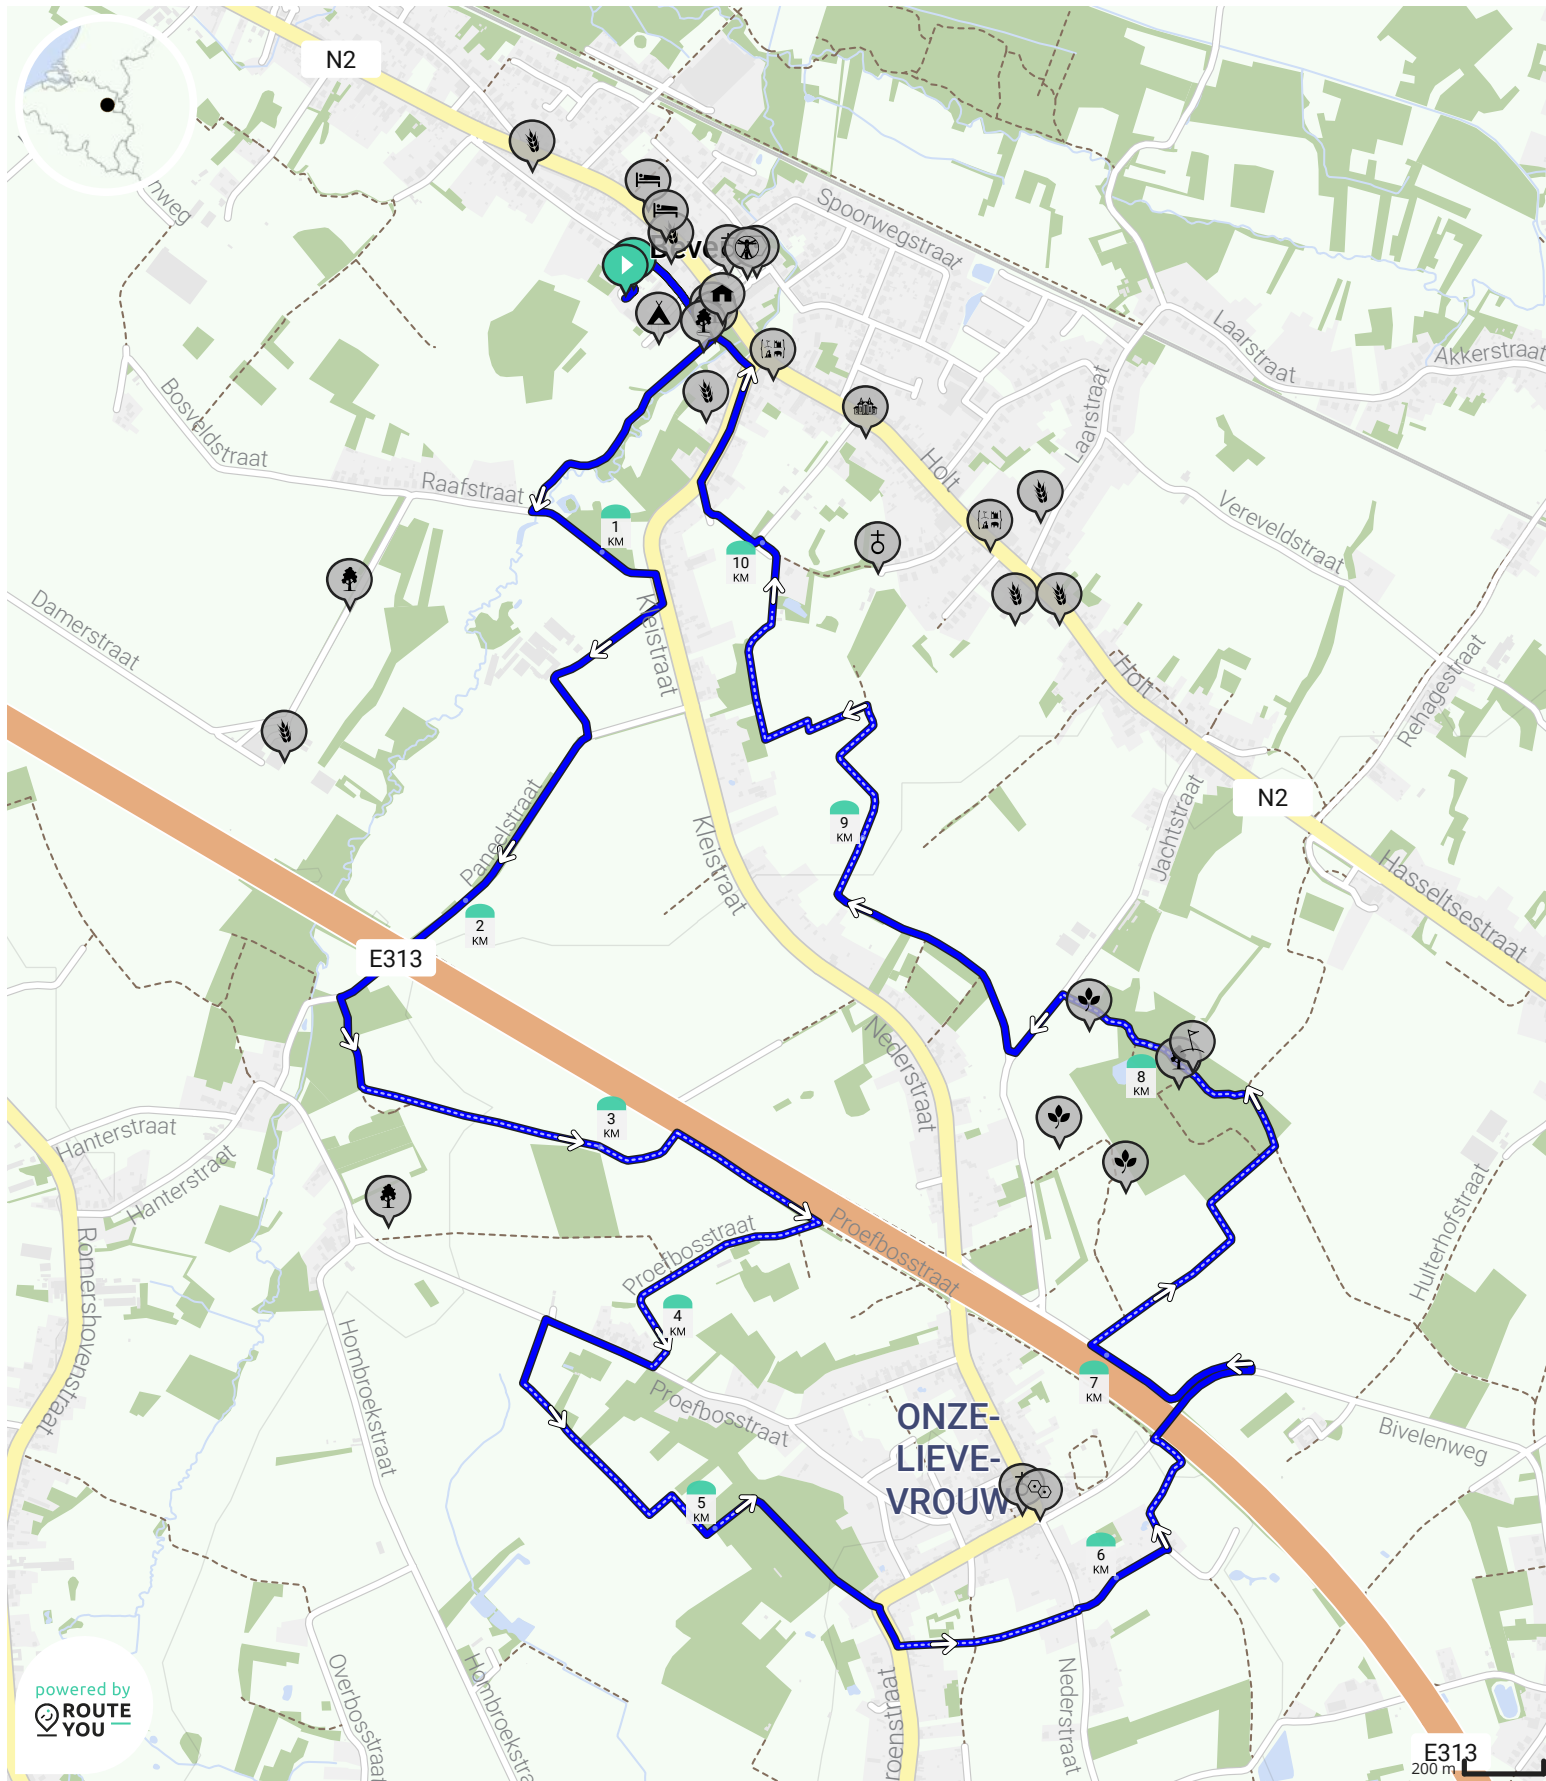 N2
nweg
Spoorwegstraat
Beve
Laarstraat
Akkerstraat
Bosveldstraat
Laarstraat
Raafstraat
Holt
Vereveldstraat
1
KM
10
KM
Damerstraat
Kleistraat
Holt
Rehagestraat
N2
Paneelstraat
Jachtstraat
9
KM
Kleistraat
Hasseltsestraat
2
KM
E313
Nederstraat
8
KM
3
KM
Hanterstraat
Hanterstraat
Hulterhofstraat
Romershovenstraat
Proefbosstraat
Proefbosstraat
4
KM
Hombroekstraat
7
KM
Proefbosstraat
ONZE-
LIEVE-
VROUW
Bivelenweg
5
KM
6
KM
Overbosstraat
Hombroekstra
roenstraat
Nederstraat
powered by
ROUTE
YOU
E313
200 m